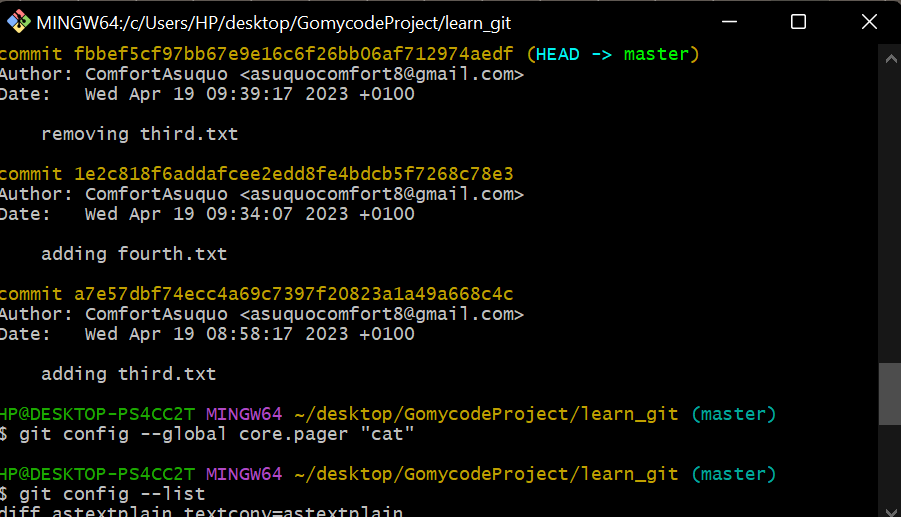 MINGW64:/c/Users/HP/desktop/GomycodeProject/learn_git
commit fbbef5cf97bb67e9e16c6f26bb06af712974aedf (HEAD -> master)
Author: ComfortAsuquo <asuquocomfort8@gmail.com>
Date:   Wed Apr 19 09:39:17 2023 +0100
    removing third.txt
commit 1e2c818f6addafcee2edd8fe4bdcb5f7268c78e3
Author: ComfortAsuquo <asuquocomfort8@gmail.com>
Date:   Wed Apr 19 09:34:07 2023 +0100
    adding fourth.txt
commit a7e57dbf74ecc4a69c7397f20823a1a49a668c4c
Author: ComfortAsuquo <asuquocomfort8@gmail.com>
Date:   Wed Apr 19 08:58:17 2023 +0100
    adding third.txt
HP@DESKTOP-PS4CC2T MINGW64 ~/desktop/GomycodeProject/learn_git (master)
$ git config --global core.pager "cat"
HP@DESKTOP-PS4CC2T MINGW64 ~/desktop/GomycodeProject/learn_git (master)
$ git config --list
diff.astextplain.textconv=astextplain